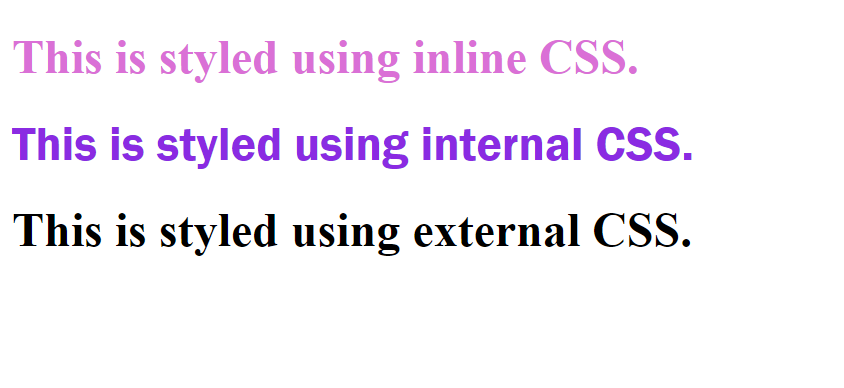 This is styled using inline CSS.
This is styled using internal CSS.
This is styled using external CSS.